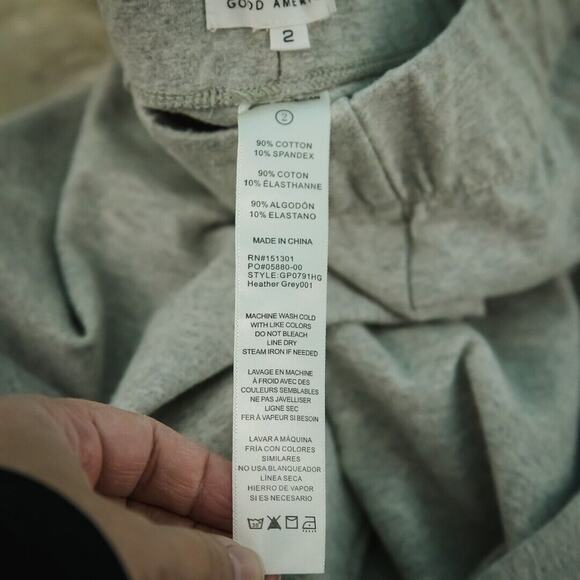 GOOD AMERI
2
2
90% COTTON
10% SPANDEX
90% COTON
10% ÉLASTHANNE
90% ALGODÓN
10% ELASTANO
MADE IN CHINA
RN#151301
PO#05880-00
STYLE:GP0791HG
Heather Grey001
MACHINE WASH COLD
WITH LIKE COLORS
DO NOT BLEACH
LINE DRY
STEAM IRON IF NEEDED
LAVAGE EN MACHINE
À FROID AVEC DES
COULEURS SEMBLABLES
NE PAS JAVELLISER
LIGNE SEC
FER À VAPEUR SI BESOIN
LAVAR A MÁQUINA
FRÍA CON COLORES
SIMILARES
NO USA BLANQUEADOR
LÍNEA SECA
HIERRO DE VAPOR
SI ES NECESARIO